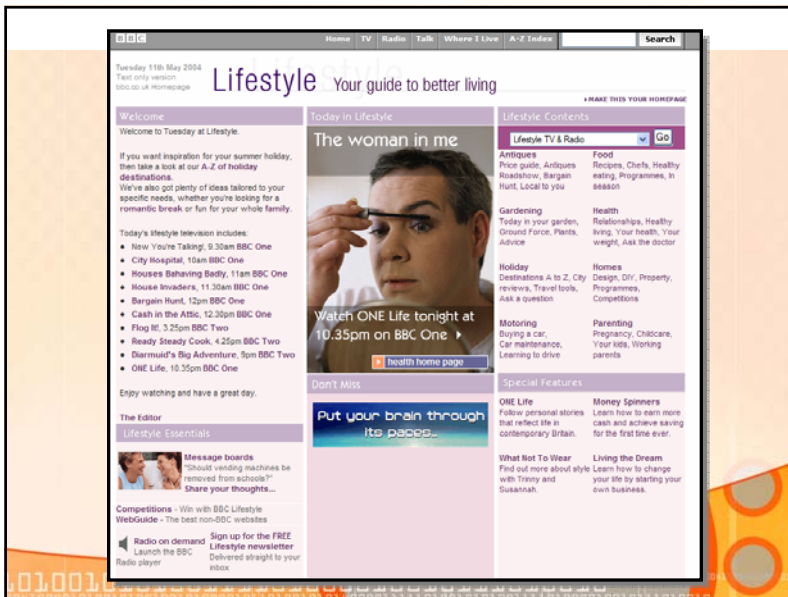 BBC
Home TV Radio Talk Where I Live A-Z Index Search
Tuesday 11th May 2004
Text only version
bbc.co.uk Homepage
Lifestyle Your guide to better living
MAKE THIS YOUR HOMEPAGE
Welcome
Welcome to Tuesday at Lifestyle.
If you want inspiration for your summer holiday,
then take a look at our A-Z of holiday
destinations.
We've also got plenty of ideas tailored to your
specific needs, whether you're looking for a
romantic break or fun for your whole family.
Today's lifestyle television includes:
Now You're Talking!, 9.30am BBC One
City Hospital, 10am BBC One
Houses Bahaving Badly, 11am BBC One
House Invaders, 11.30am BBC One
Bargain Hunt, 12pm BBC One
Cash in the Attic, 12.30pm BBC One
Flog It!, 3.25pm BBC Two
Ready Steady Cook, 4.25pm BBC Two
Diarmuid's Big Adventure, 9pm BBC Two
ONE Life, 10.35pm BBC One
Enjoy watching and have a great day.
The Editor
Lifestyle Essentials
Message boards
"Should vending machines be
removed from schools?"
Share your thoughts...
Competitions - Win with BBC Lifestyle
WebGuide - The best non-BBC websites
Radio on demand
Launch the BBC
Radio player
Sign up for the FREE
Lifestyle newsletter
Delivered straight to your
inbox
Today in Lifestyle
The woman in me
Watch ONE Life tonight at
10.35pm on BBC One
health home page
Don't Miss
Put your brain through
its paces...
Lifestyle Contents
Lifestyle TV & Radio Go
Antiques
Price guide, Antiques
Roadshow, Bargain
Hunt, Local to you
Food
Recipes, Chefs, Healthy
eating, Programmes, In
season
Gardening
Today in your garden,
Ground Force, Plants,
Advice
Health
Relationships, Healthy
living, Your health, Your
weight, Ask the doctor
Holiday
Destinations A to Z, City
reviews, Travel tools,
Ask a question
Homes
Design, DIY, Property,
Programmes,
Competitions
Motoring
Buying a car,
Car maintenance,
Learning to drive
Parenting
Pregnancy, Childcare,
Your kids, Working
parents
Special Features
ONE Life
Follow personal stories
that reflect life in
contemporary Britain.
Money Spinners
Learn how to earn more
cash and achieve saving
for the first time ever.
What Not To Wear
Find out more about style
with Trinny and
Susannah.
Living the Dream
Learn how to change
your life by starting your
own business.